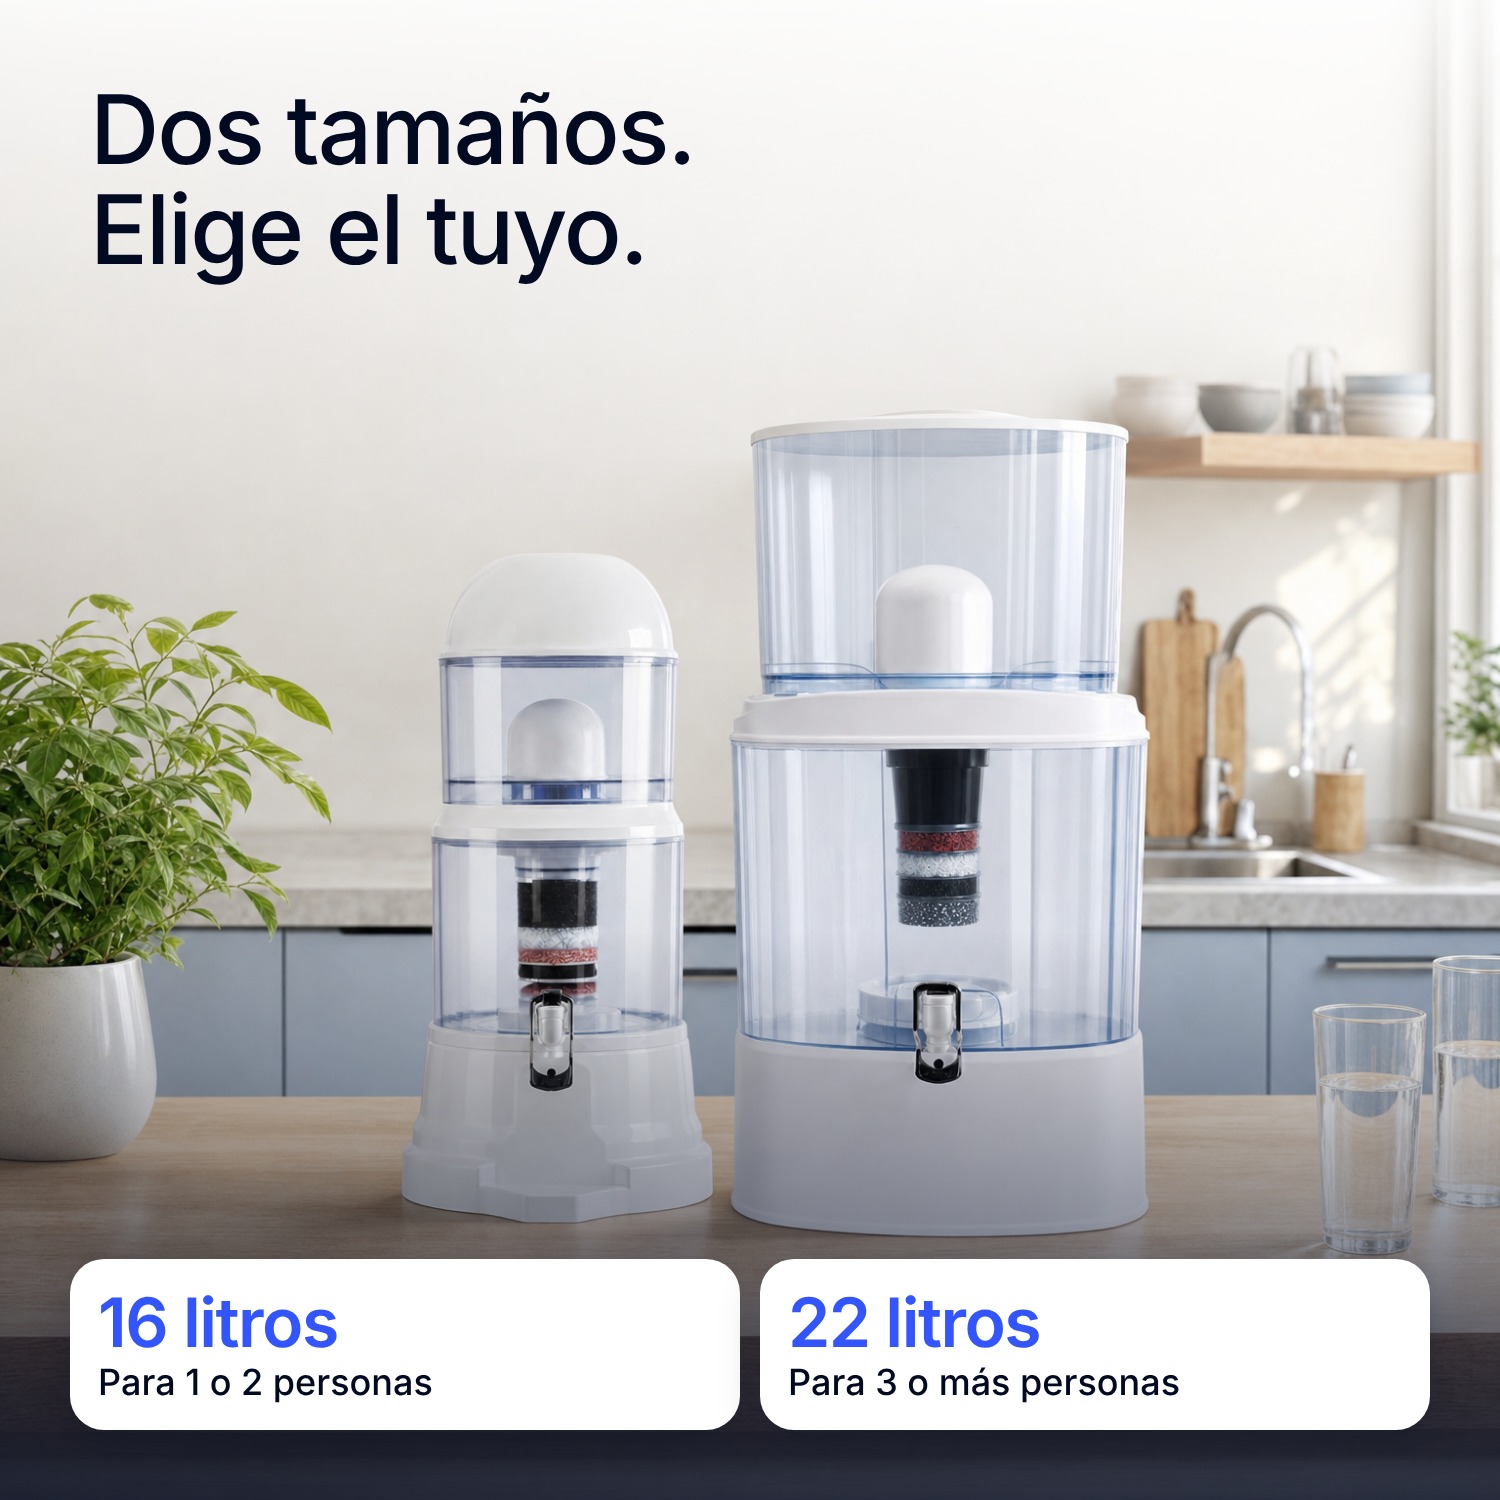 Dos tamaños.
Elige el tuyo.
16 litros
Para 1 o 2 personas
22 litros
Para 3 o más personas